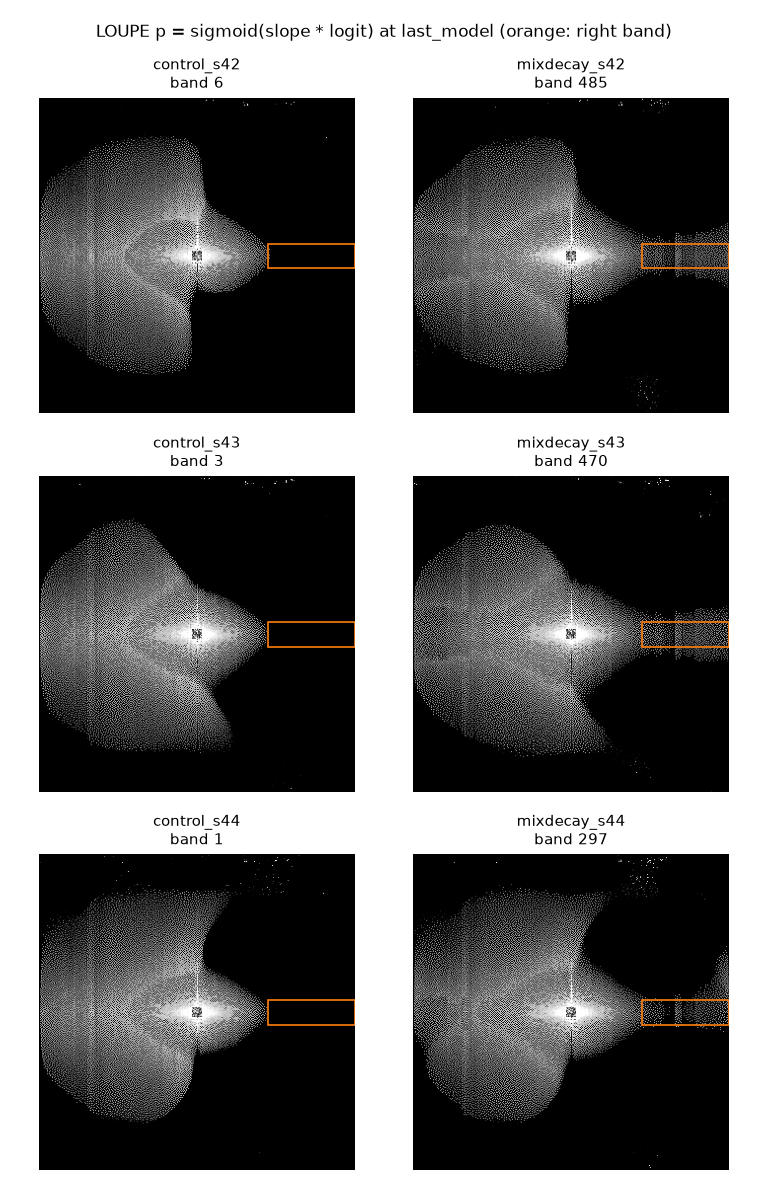 LOUPE p = sigmoid(slope * logit) at last_model (orange: right band)
control_s42
band 6
mixdecay_s42
band 485
control_s43
band 3
mixdecay_s43
band 470
control_s44
band 1
mixdecay_s44
band 297